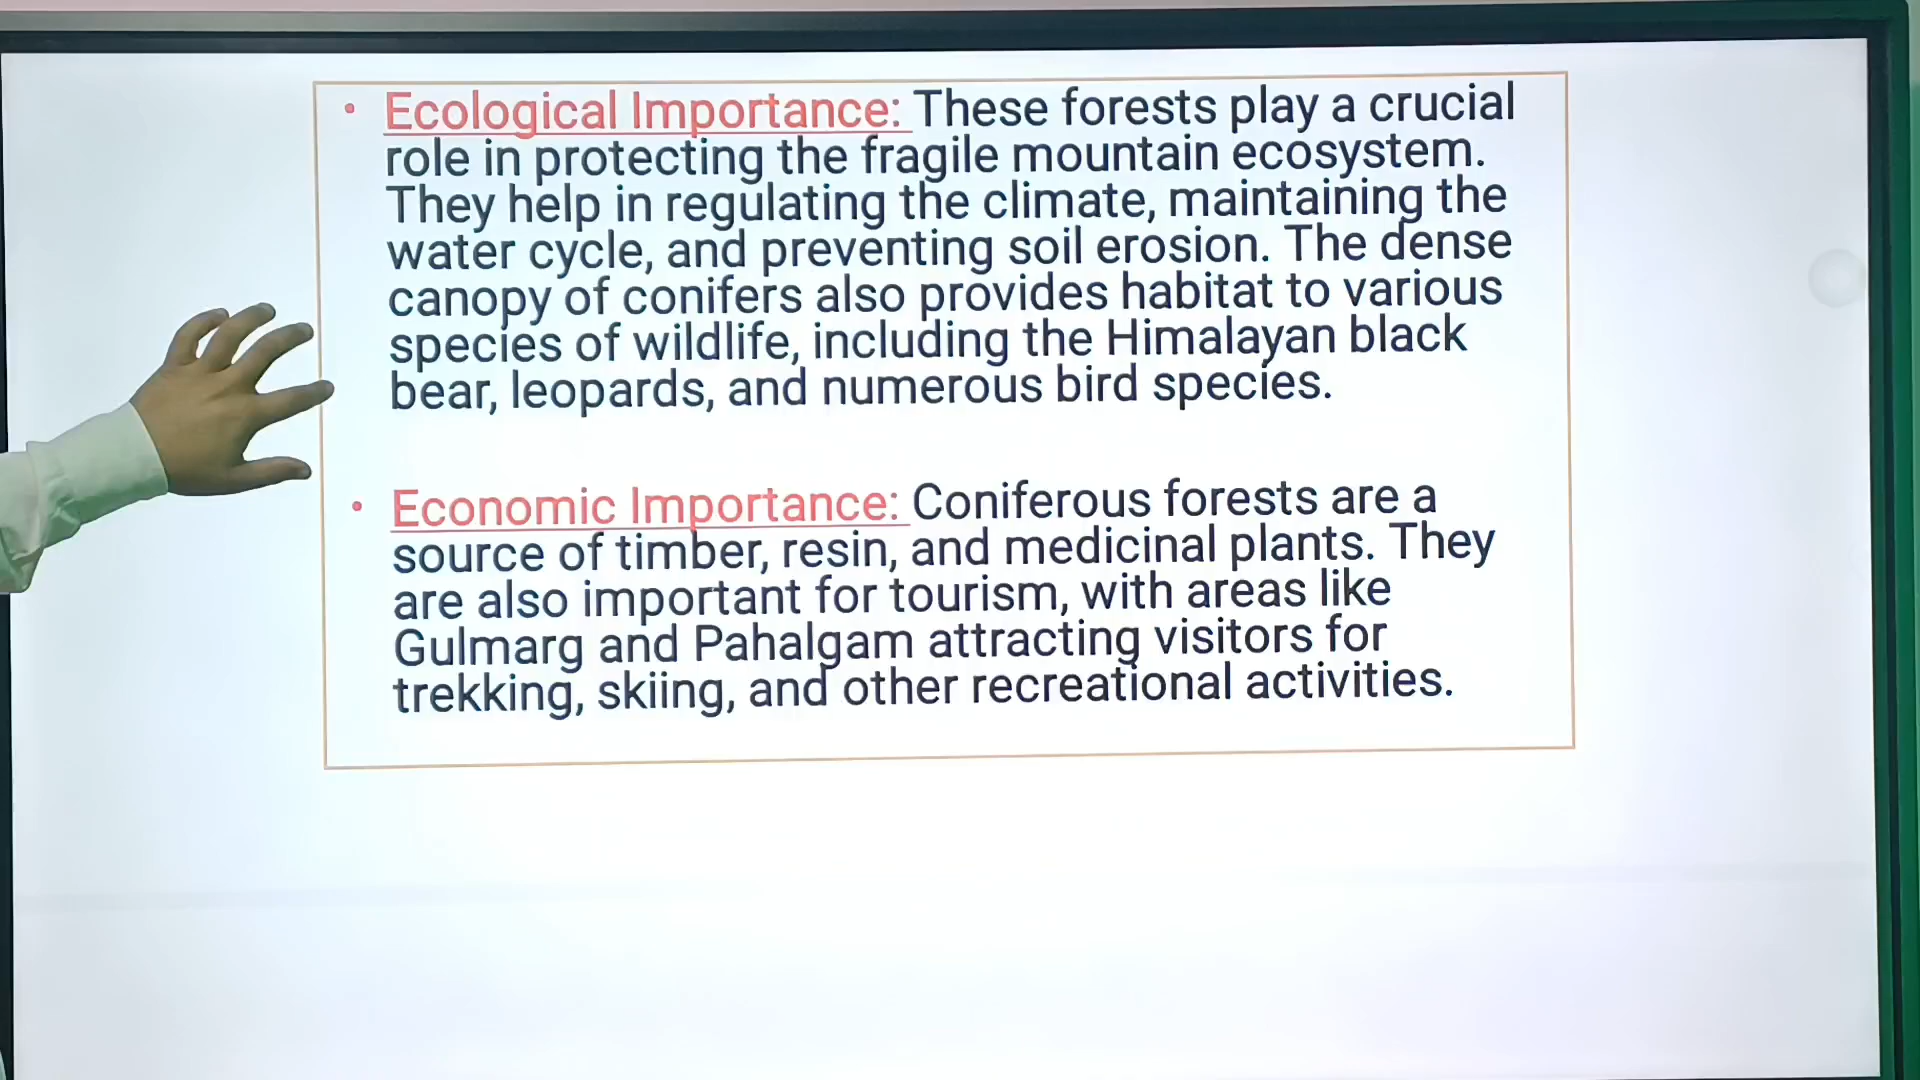 • Ecological Importance: These forests play a crucial
role in protecting the fragile mountain ecosystem.
They help in regulating the climate, maintaining the
water cycle, and preventing soil erosion. The dense
canopy of conifers also provides habitat to various
species of wildlife, including the Himalayan black
bear, leopards, and numerous bird species.
• Economic Importance: Coniferous forests are a
source of timber, resin, and medicinal plants. They
are also important for tourism, with areas like
Gulmarg and Pahalgam attracting visitors for
trekking, skiing, and other recreational activities.